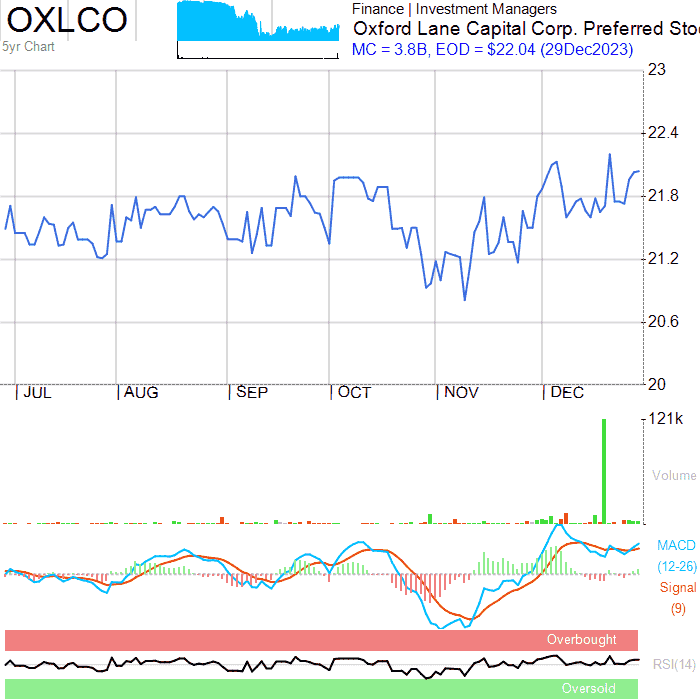 OXLCO
5yr Chart
Finance | Investment Managers
Oxford Lane Capital Corp. Preferred Sto
MC = 3.8B, EOD = $22.04 (29Dec2023)
23
22.4
21.8
21.2
20.6
20
JUL AUG SEP OCT NOV DEC
121k
Volume
MACD
(12-26)
Signal
(9)
Overbought
RSI(14)
Oversold